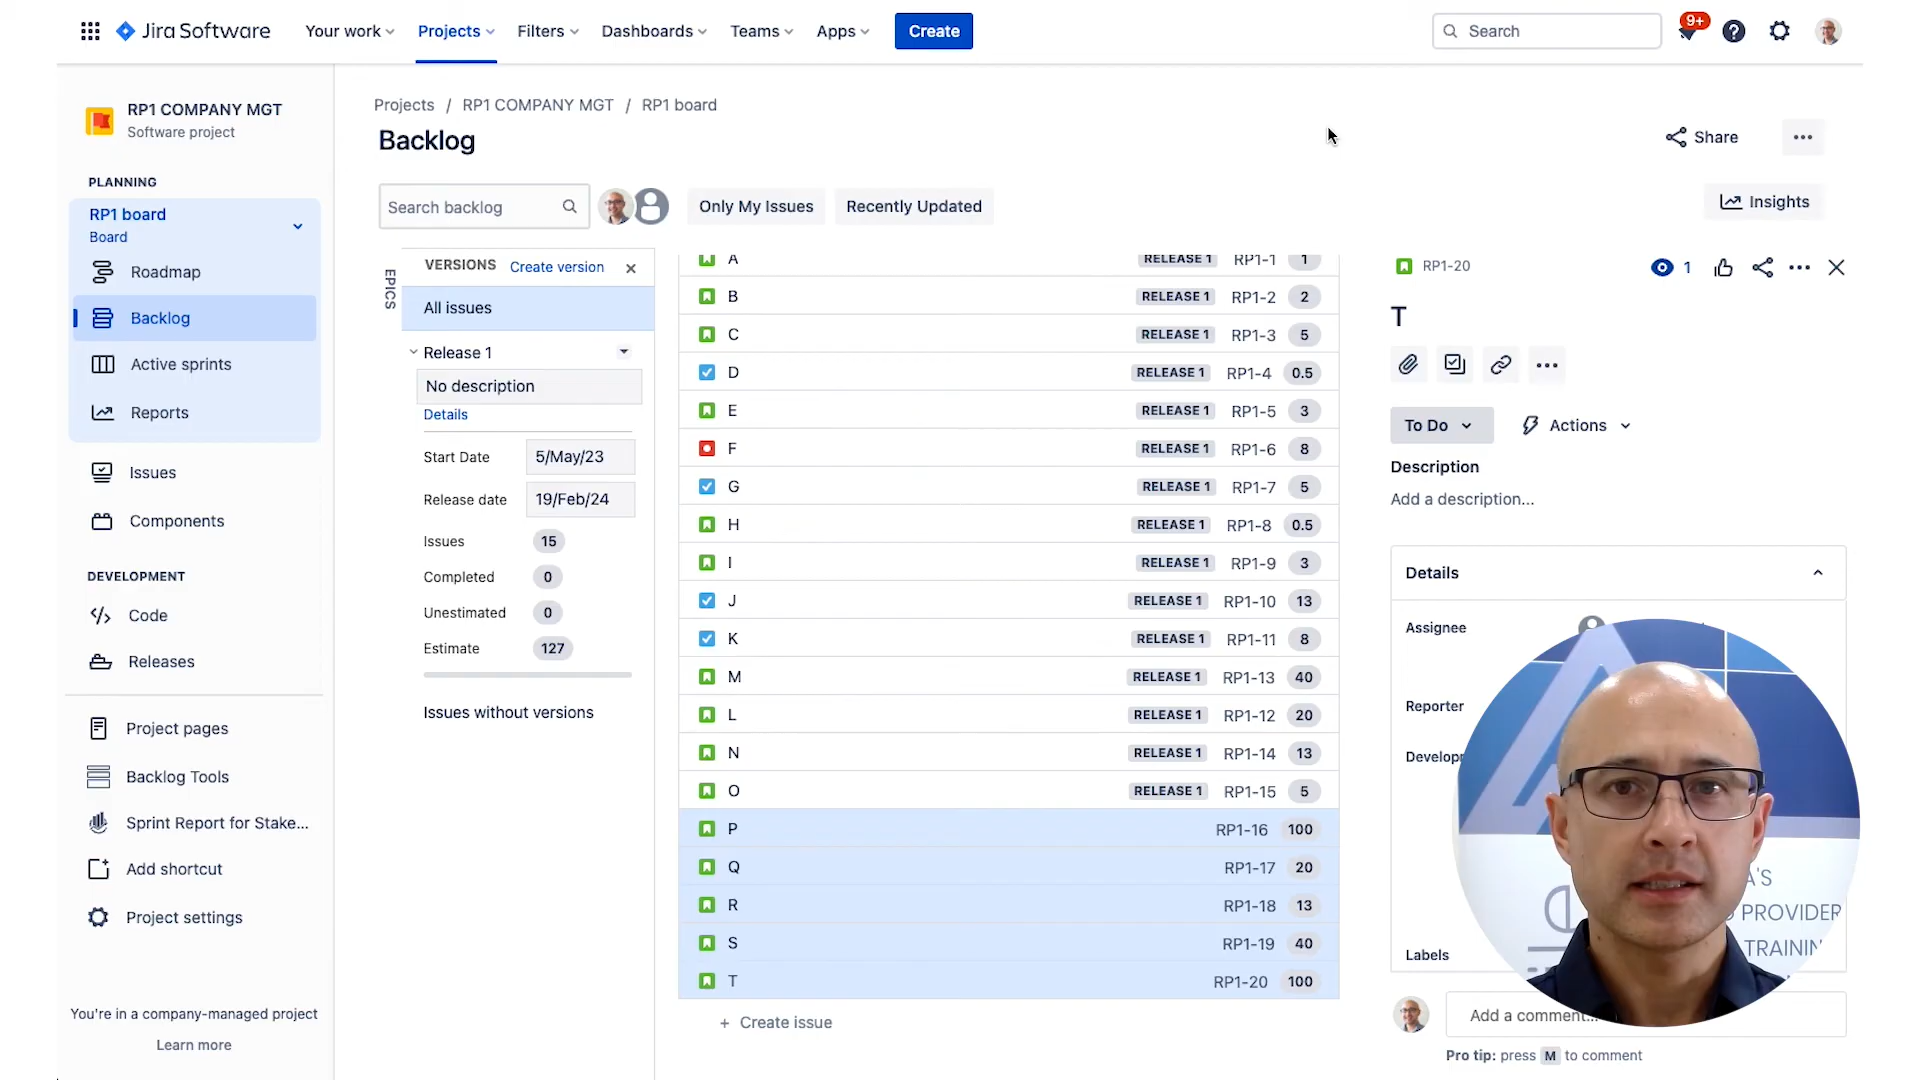 Jira Software Your work Projects Filters Dashboards Teams Apps Create Search 9+
RP1 COMPANY MGT
Software project
PLANNING
RP1 board
Board
Roadmap
Backlog
Active sprints
Reports
Issues
Components
DEVELOPMENT
Code
Releases
Project pages
Backlog Tools
Sprint Report for Stake...
Add shortcut
Project settings
You're in a company-managed project
Learn more
Projects / RP1 COMPANY MGT / RP1 board
Backlog
Share
Search backlog Only My Issues Recently Updated Insights
EPICS
VERSIONS Create version
All issues
Release 1
No description
Details
Start Date 5/May/23
Release date 19/Feb/24
Issues 15
Completed 0
Unestimated 0
Estimate 127
Issues without versions
A RELEASE 1 RP1-1 1
B RELEASE 1 RP1-2 2
C RELEASE 1 RP1-3 5
D RELEASE 1 RP1-4 0.5
E RELEASE 1 RP1-5 3
F RELEASE 1 RP1-6 8
G RELEASE 1 RP1-7 5
H RELEASE 1 RP1-8 0.5
I RELEASE 1 RP1-9 3
J RELEASE 1 RP1-10 13
K RELEASE 1 RP1-11 8
M RELEASE 1 RP1-13 40
L RELEASE 1 RP1-12 20
N RELEASE 1 RP1-14 13
O RELEASE 1 RP1-15 5
P RP1-16 100
Q RP1-17 20
R RP1-18 13
S RP1-19 40
T RP1-20 100
+ Create issue
RP1-20 1
T
To Do Actions
Description
Add a description...
Details
Assignee
Reporter
Develop
Labels
A'S
PROVIDER
TRAININ
Add a comment...
Pro tip: press M to comment